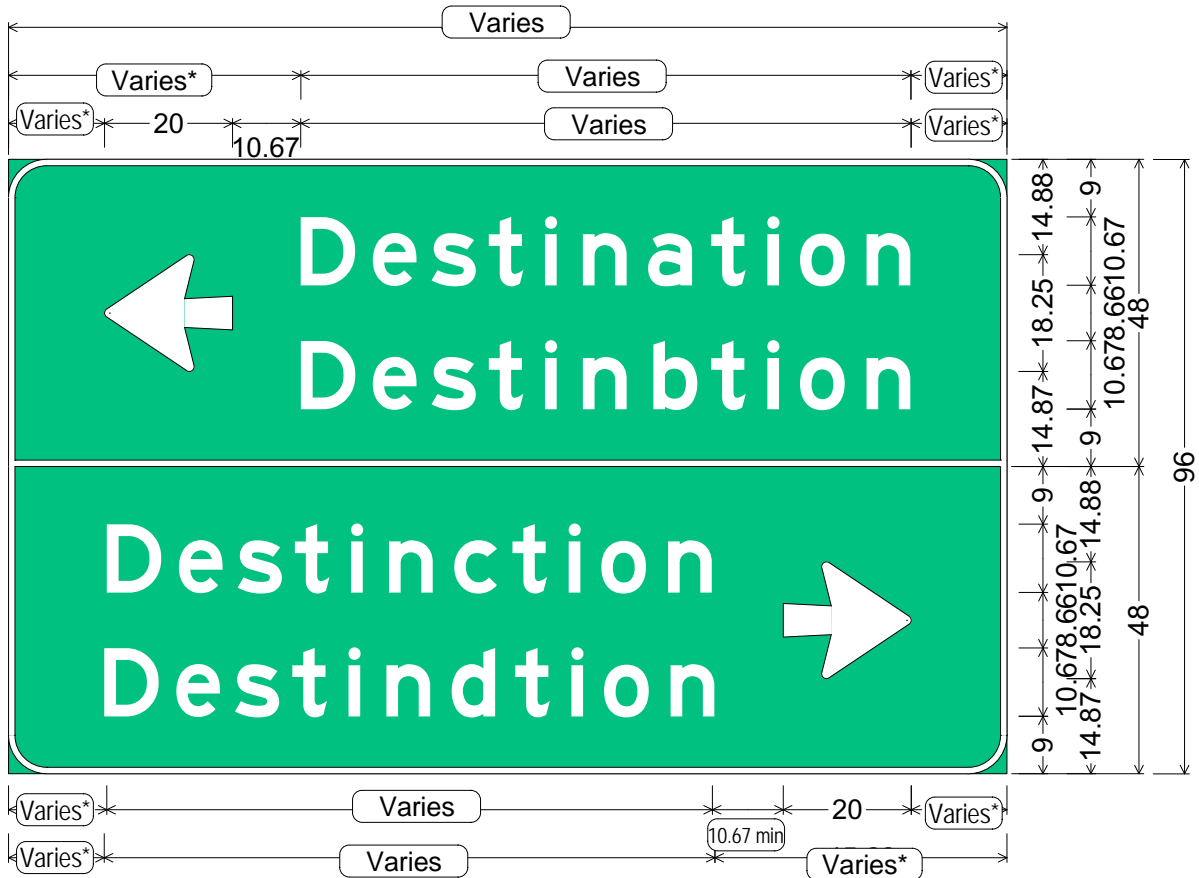 Varies
Varies* Varies Varies*
Varies* 20 10.67 Varies Varies*
Destination
Destinbtion
Destinction
Destindtion
14.88 18.25 14.87 9 10.67 8.66 10.67 9
9 10.67 8.66 10.67 9 14.88 18.25 14.87
48
48
96
Varies* Varies 10.67 min 20 Varies*
Varies* Varies Varies*